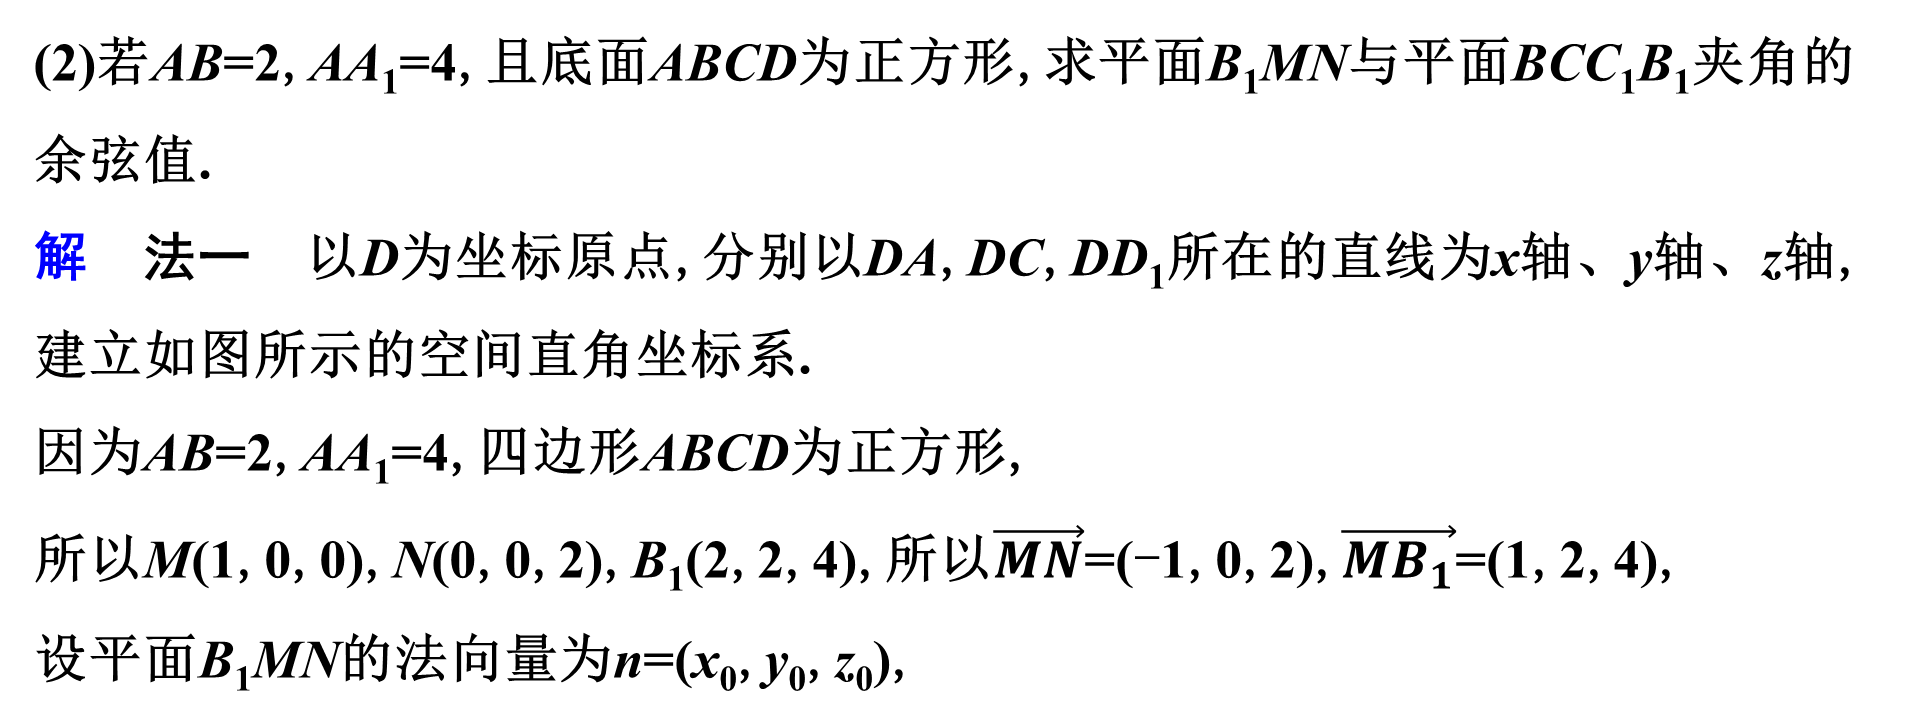 (2)若AB=2, AA₁=4, 且底面ABCD为正方形, 求平面B₁MN与平面BCC₁B₁夹角的
余弦值.
解　法一　以D为坐标原点, 分别以DA, DC, DD₁所在的直线为x轴、y轴、z轴,
建立如图所示的空间直角坐标系.
因为AB=2, AA₁=4, 四边形ABCD为正方形,
所以M(1, 0, 0), N(0, 0, 2), B₁(2, 2, 4), 所以$\overrightarrow{MN}$=(−1, 0, 2), $\overrightarrow{MB_1}$=(1, 2, 4),
设平面B₁MN的法向量为n=(x₀, y₀, z₀),